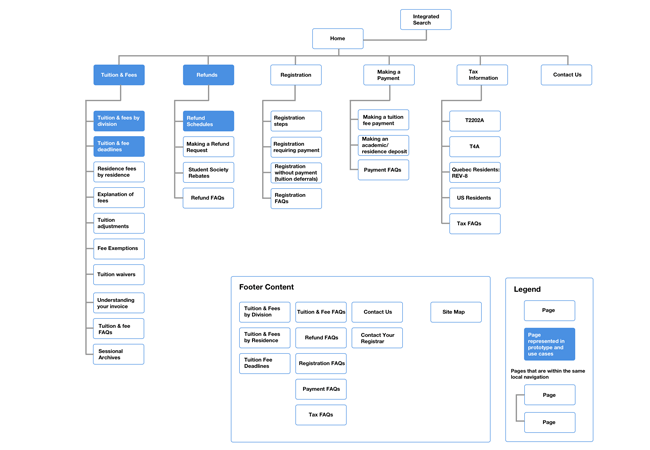 Integrated
Search
Home
Tuition & Fees
Refunds
Registration
Making a
Payment
Tax
Information
Contact Us
Tuition & fees by
division
Tuition & fee
deadlines
Residence fees
by residence
Explanation of
fees
Tuition
adjustments
Fee Exemptions
Tuition waivers
Understanding
your invoice
Tuition & fee
FAQs
Sessional
Archives
Refund
Schedules
Making a Refund
Request
Student Society
Rebates
Refund FAQs
Registration
steps
Registration
requiring payment
Registration
without payment
(tuition deferrals)
Registration
FAQs
Making a tuition
fee payment
Making an
academic/
residence deposit
Payment FAQs
T2202A
T4A
Quebec Residents:
REV-8
US Residents
Tax FAQs
Footer Content
Tuition & Fees
by Division
Tuition & Fees
by Residence
Tuition Fee
Deadlines
Tuition & Fee FAQs
Refund FAQs
Registration FAQs
Payment FAQs
Tax FAQs
Contact Us
Contact Your
Registrar
Site Map
Legend
Page
Page
represented in
prototype and
use cases
Pages that are within the same
local navigation
Page
Page